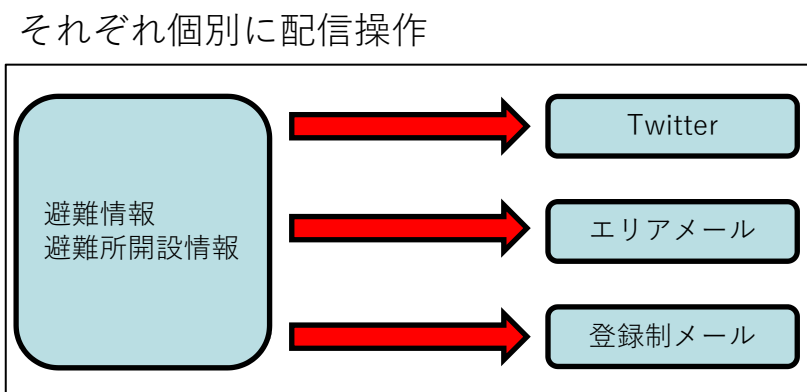 それぞれ個別に配信操作
避難情報
避難所開設情報
Twitter
エリアメール
登録制メール